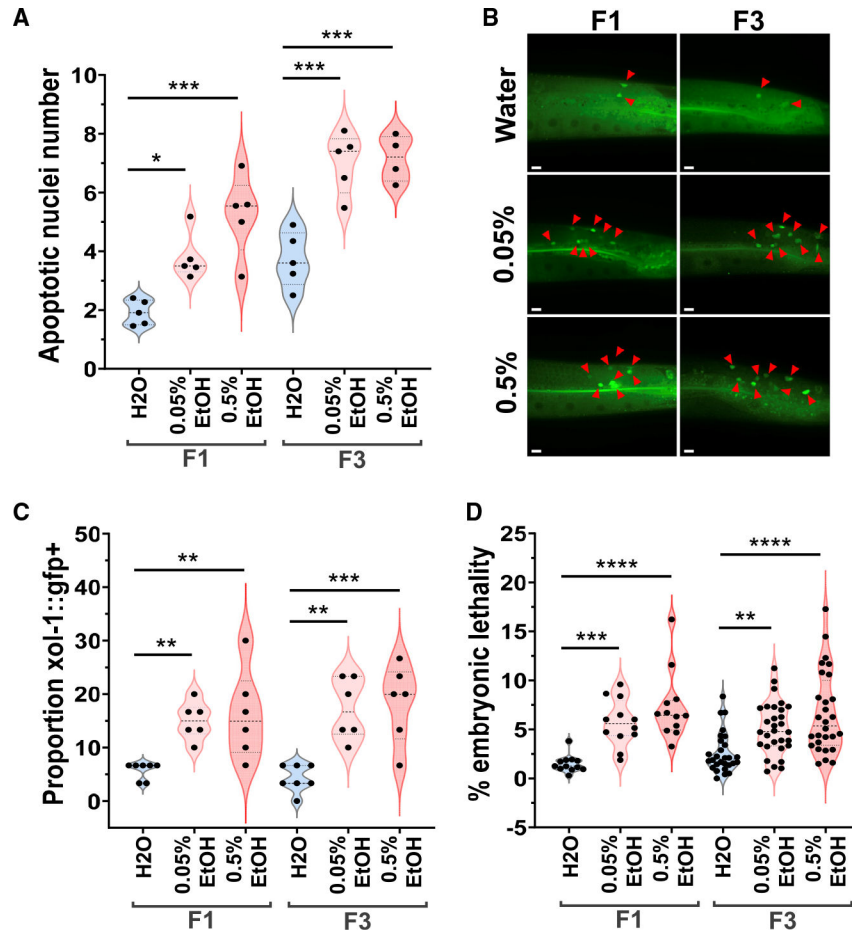 A
Apoptotic nuclei number
10
8
6
4
2
0
*
***
***
***
H2O
0.05% EtOH
0.5% EtOH
H2O
0.05% EtOH
0.5% EtOH
F1
F3
B
F1
F3
Water
0.05%
0.5%
C
Proportion xol-1::gfp+
50
40
30
20
10
0
**
**
**
***
H2O
0.05% EtOH
0.5% EtOH
H2O
0.05% EtOH
0.5% EtOH
F1
F3
D
% embryonic lethality
25
20
15
10
5
0
-5
***
****
**
****
H2O
0.05% EtOH
0.5% EtOH
H2O
0.05% EtOH
0.5% EtOH
F1
F3